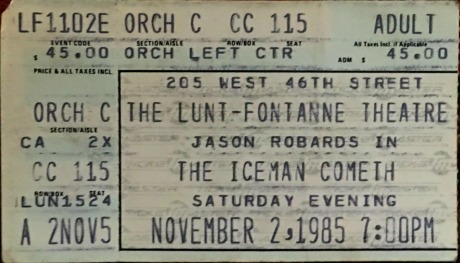 LF1102E ORCH C CC 115 ADULT
EVENT CODE SECTION/AISLE ROW/BOX SEAT All Taxes Incl. if Applicable
$ 45.00 ORCH LEFT CTR ADM $ 45.00
PRICE & ALL TAXES INCL.
205 WEST 46TH STREET
ORCH C THE LUNT-FONTANNE THEATRE
SECTION/AISLE
CA 2X JASON ROBARDS IN
CC 115 THE ICEMAN COMETH
ROW/BOX SEAT
LUN1524 SATURDAY EVENING
A 2NOV5 NOVEMBER 2,1985 7:00PM